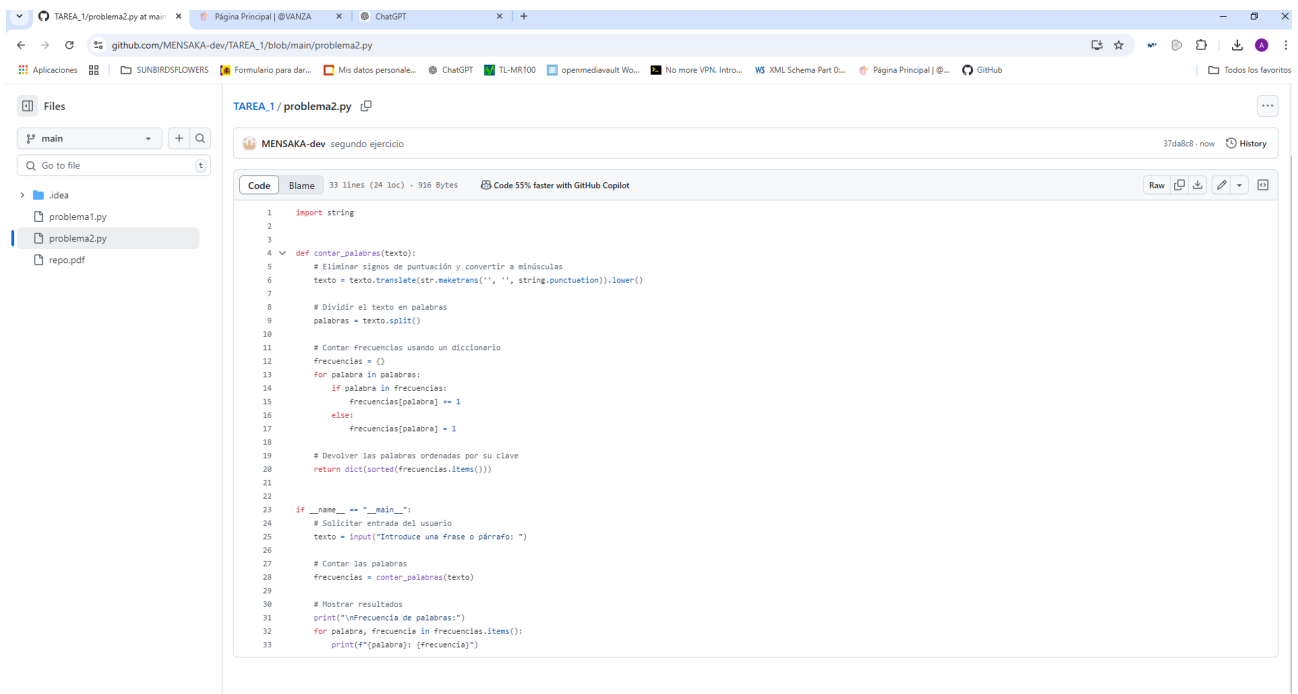 TAREA_1/problema2.py at main
Página Principal | @VANZA
ChatGPT
github.com/MENSAKA-dev/TAREA_1/blob/main/problema2.py
A
Aplicaciones
SUNBIRDSFLOWERS
Formulario para dar...
Mis datos personale...
ChatGPT
TL-MR100
openmediavault Wo...
No more VPN. Intro...
W3 XML Schema Part 0:...
Página Principal | @...
GitHub
Todos los favoritos
Files
TAREA_1 / problema2.py
main
MENSAKA-dev segundo ejercicio
37da8c8 · now History
Go to file t
Code Blame 33 lines (24 loc) · 916 Bytes Code 55% faster with GitHub Copilot Raw
.idea
problema1.py
problema2.py
repo.pdf
1 import string
2
3
4 def contar_palabras(texto):
5 # Eliminar signos de puntuación y convertir a minúsculas
6 texto = texto.translate(str.maketrans('', '', string.punctuation)).lower()
7
8 # Dividir el texto en palabras
9 palabras = texto.split()
10
11 # Contar frecuencias usando un diccionario
12 frecuencias = {}
13 for palabra in palabras:
14 if palabra in frecuencias:
15 frecuencias[palabra] += 1
16 else:
17 frecuencias[palabra] = 1
18
19 # Devolver las palabras ordenadas por su clave
20 return dict(sorted(frecuencias.items()))
21
22
23 if __name__ == "__main__":
24 # Solicitar entrada del usuario
25 texto = input("Introduce una frase o párrafo: ")
26
27 # Contar las palabras
28 frecuencias = contar_palabras(texto)
29
30 # Mostrar resultados
31 print("\nFrecuencia de palabras:")
32 for palabra, frecuencia in frecuencias.items():
33 print(f"{palabra}: {frecuencia}")